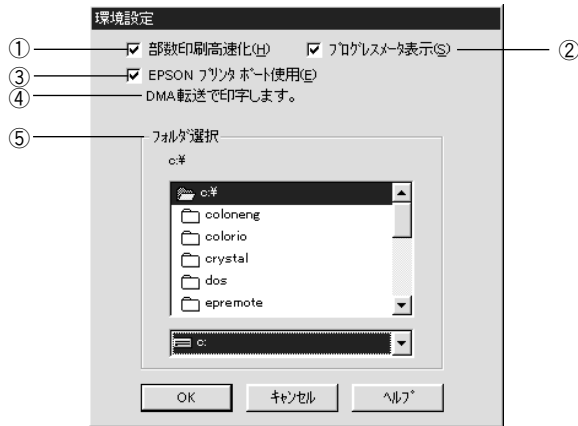 環境設定
① 部数印刷高速化(H) ﾌﾟﾛｸﾞﾚｽﾒｰﾀ表示(S) ②
③ EPSON ﾌﾟﾘﾝﾀ ﾎﾟｰﾄ使用(E)
④ DMA転送で印字します。
⑤ ﾌｫﾙﾀﾞ選択
c:¥
c:¥
coloneng
colorio
crystal
dos
epremote
c:
OK ｷｬﾝｾﾙ ﾍﾙﾌﾟ